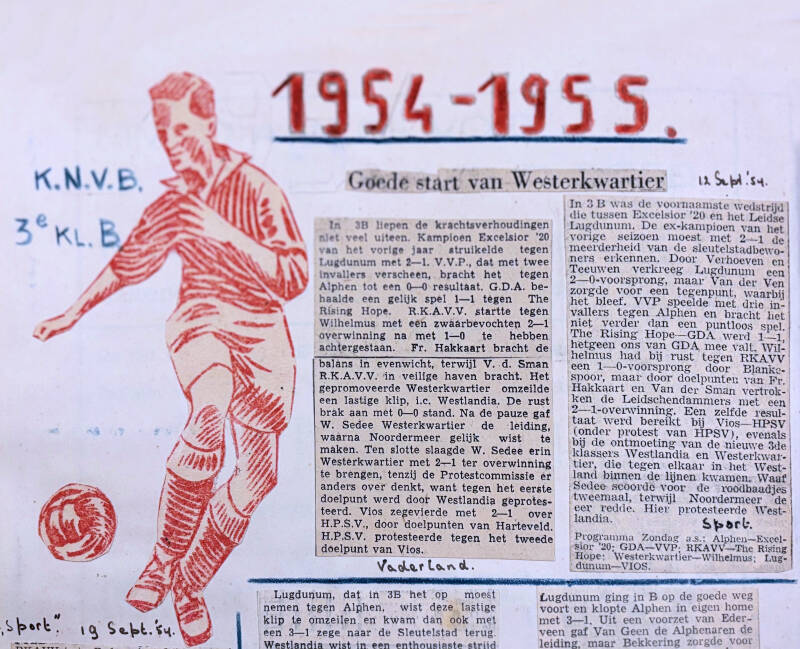 1954-1955.
K.N.V.B.
3e KL. B
Goede start van Westerkwartier
12 Sept.'54.
In 3B liepen de krachtsverhoudingen
niet veel uiteen. Kampioen Excelsior '20
van het vorige jaar struikelde tegen
Lugdunum met 2—1. V.V.P., dat met twee
invallers verscheen, bracht het tegen
Alphen tot een 0—0 resultaat. G.D.A. be-
haalde een gelijk spel 1—1 tegen The
Rising Hope. R.K.A.V.V. startte tegen
Wilhelmus met een zwaarbevochten 2—1
overwinning na met 1—0 te hebben
achtergestaan. Fr. Hakkaart bracht de
balans in evenwicht, terwijl V. d. Sman
R.K.A.V.V. in veilige haven bracht. Het
gepromoveerde Westerkwartier omzeilde
een lastige klip, i.c. Westlandia. De rust
brak aan met 0—0 stand. Na de pauze gaf
W. Sedee Westerkwartier de leiding,
waarna Noordermeer gelijk wist te
maken. Ten slotte slaagde W. Sedee erin
Westerkwartier met 2—1 ter overwinning
te brengen, tenzij de Protestcommissie er
anders over denkt, want tegen het eerste
doelpunt werd door Westlandia geprotes-
teerd. Vios zegevierde met 2—1 over
H.P.S.V., door doelpunten van Harteveld.
H.P.S.V. protesteerde tegen het tweede
doelpunt van Vios.
Vaderland.
In 3 B was de voornaamste wedstrijd
die tussen Excelsior '20 en het Leidse
Lugdunum. De ex-kampioen van het
vorige seizoen moest met 2—1 de
meerderheid van de sleutelstadbewo-
ners erkennen. Door Verhoeven en
Teeuwen verkreeg Lugdunum een
2—0-voorsprong, maar Van der Ven
zorgde voor een tegenpunt, waarbij
het bleef. VVP speelde met drie in-
vallers tegen Alphen en bracht het
niet verder dan een puntloos spel.
The Rising Hope—GDA werd 1—1,
hetgeen ons van GDA mee valt. Wil-
helmus had bij rust tegen RKAVV
een 1—0-voorsprong door Blanke-
spoor, maar door doelpunten van Fr.
Hakkaart en Van der Sman vertrok-
ken de Leidschendammers met een
2—1-overwinning. Een zelfde resul-
taat werd bereikt bij Vios—HPSV
(onder protest van HPSV), evenals
bij de ontmoeting van de nieuwe 3de
klassers Westlandia en Westerkwar-
tier, die tegen elkaar in het West-
land binnen de lijnen kwamen. Waaf
Sedee scoorde voor de roodbaadjes
tweemaal, terwijl Noordermeer de
eer redde. Hier protesteerde West-
landia.
Sport.
Programma Zondag a.s.: Alphen—Excel-
sior '20; GDA—VVP; RKAVV—The Rising
Hope; Westerkwartier—Wilhelmus; Lug-
dunum—VIOS.
„Sport". 19 Sept.'54.
Lugdunum, dat in 3B het op moest
nemen tegen Alphen, wist deze lastige
klip te omzeilen en kwam dan ook met
een 3—1 zege naar de Sleutelstad terug.
Westlandia wist in een enthousiaste strijd
Lugdunum ging in B op de goede weg
voort en klopte Alphen in eigen home
met 3—1. Uit een voorzet van Eder-
veen gaf Van Geen de Alphenaren de
leiding, maar Bekkering zorgde voor